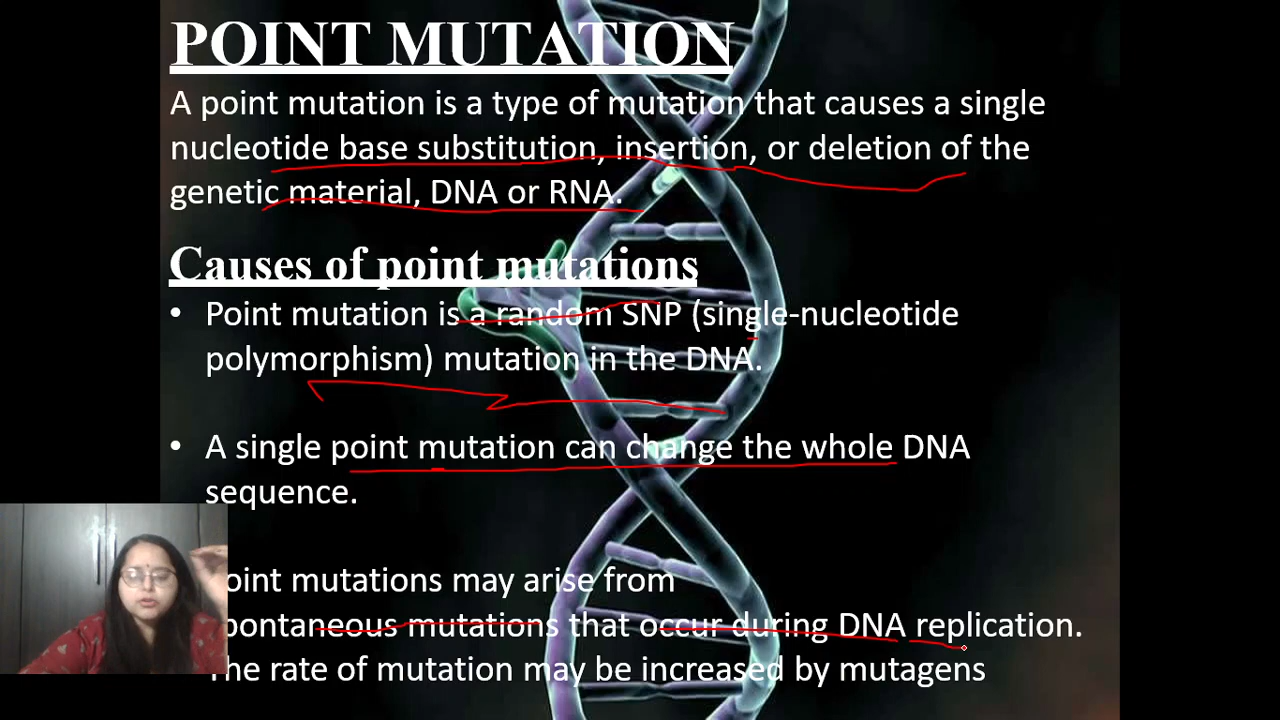 POINT MUTATION
A point mutation is a type of mutation that causes a single
nucleotide base substitution, insertion, or deletion of the
genetic material, DNA or RNA.
Causes of point mutations
• Point mutation is a random SNP (single-nucleotide
polymorphism) mutation in the DNA.
• A single point mutation can change the whole DNA
sequence.
oint mutations may arise from
pontaneous mutations that occur during DNA replication.
The rate of mutation may be increased by mutagens